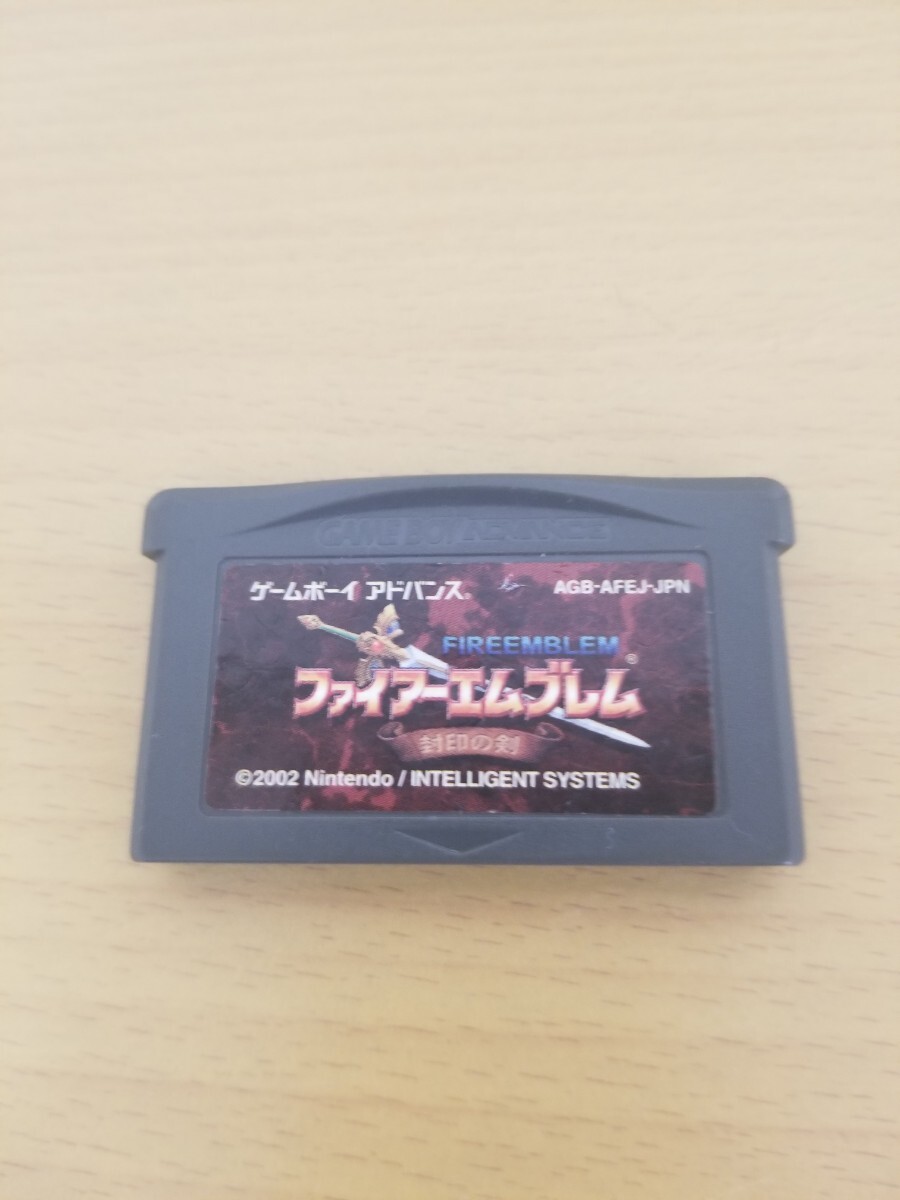 GAME BOY ADVANCE
ゲームボーイ アドバンス® AGB-AFEJ-JPN
FIREEMBLEM
ファイアーエムブレム®
封印の剣
©2002 Nintendo / INTELLIGENT SYSTEMS